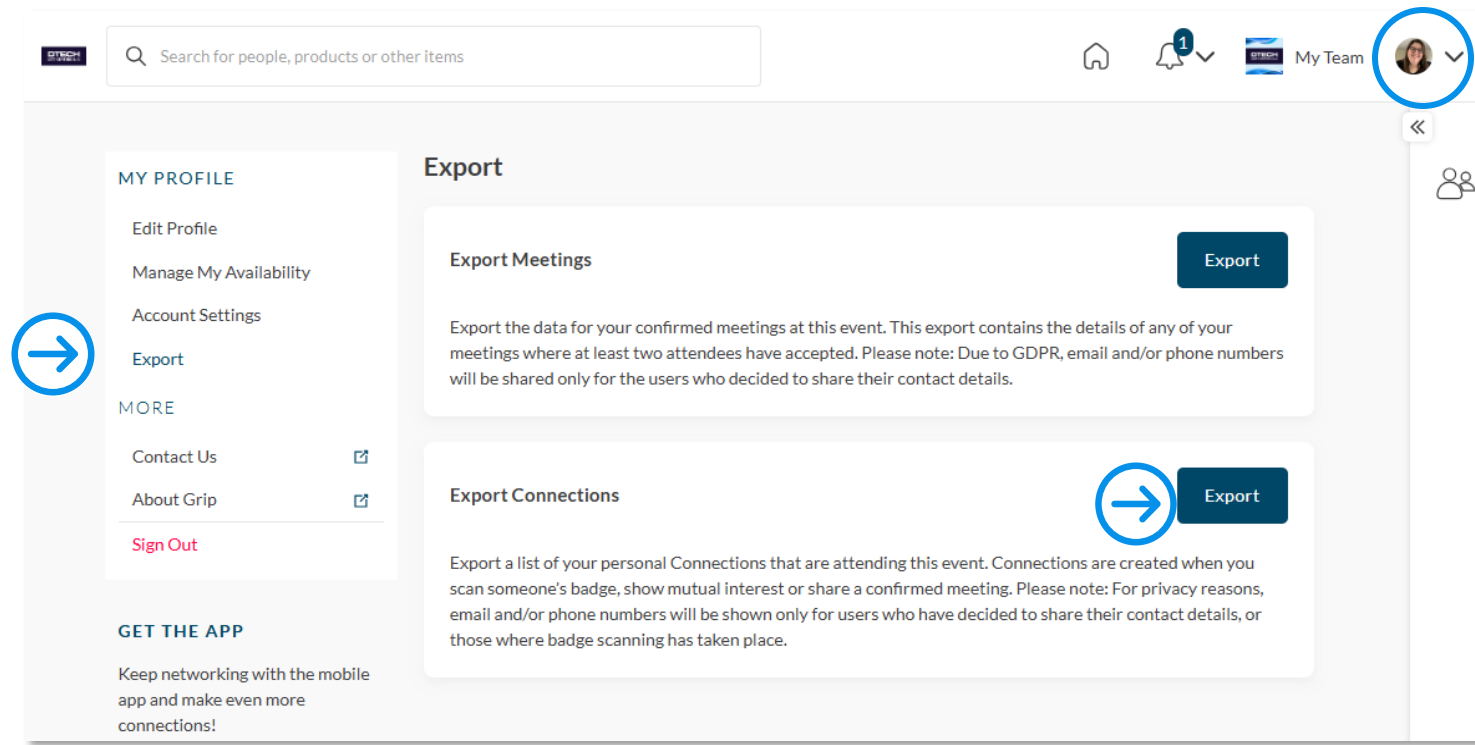 DTECH
Search for people, products or other items
1
DTECH
My Team
MY PROFILE
Edit Profile
Manage My Availability
Account Settings
Export
MORE
Contact Us
About Grip
Sign Out
GET THE APP
Keep networking with the mobile
app and make even more
connections!
Export
Export Meetings
Export
Export the data for your confirmed meetings at this event. This export contains the details of any of your
meetings where at least two attendees have accepted. Please note: Due to GDPR, email and/or phone numbers
will be shared only for the users who decided to share their contact details.
Export Connections
Export
Export a list of your personal Connections that are attending this event. Connections are created when you
scan someone's badge, show mutual interest or share a confirmed meeting. Please note: For privacy reasons,
email and/or phone numbers will be shown only for users who have decided to share their contact details, or
those where badge scanning has taken place.